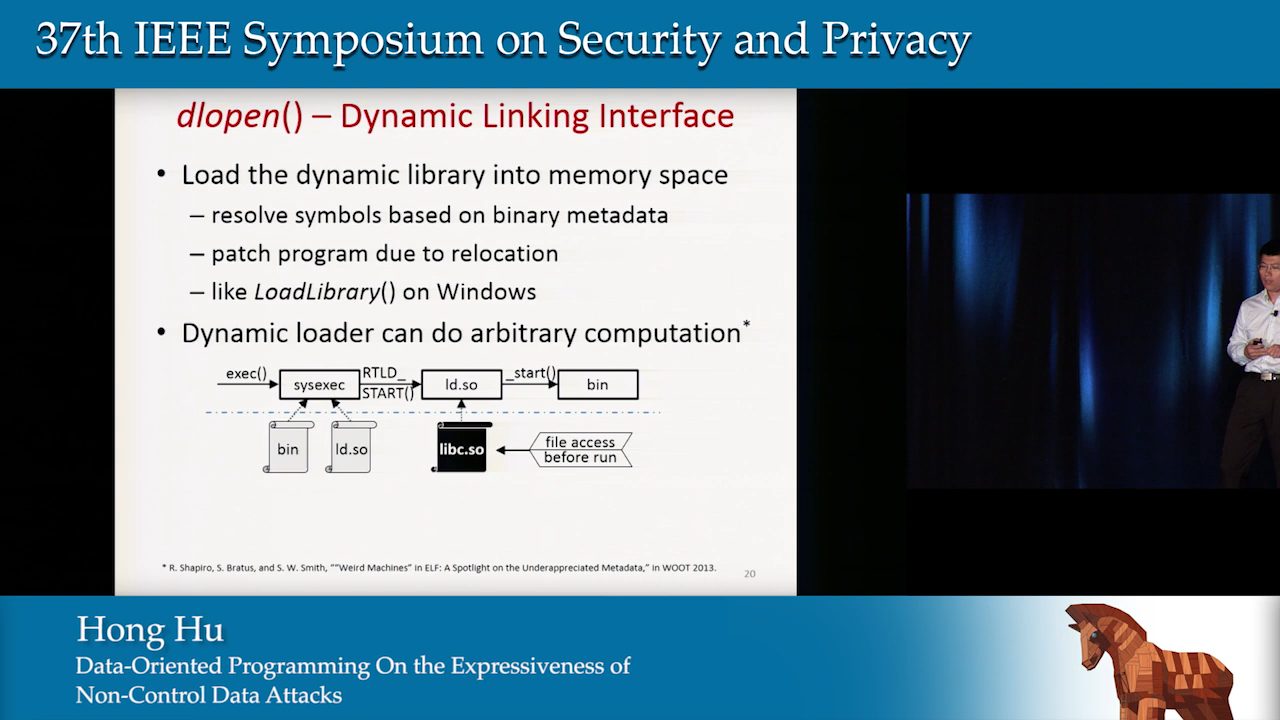 37th IEEE Symposium on Security and Privacy
dlopen() – Dynamic Linking Interface
• Load the dynamic library into memory space
– resolve symbols based on binary metadata
– patch program due to relocation
– like LoadLibrary() on Windows
• Dynamic loader can do arbitrary computation*
exec()
sysexec
RTLD_
START()
ld.so
_start()
bin
bin
ld.so
libc.so
file access
before run
* R. Shapiro, S. Bratus, and S. W. Smith, ““Weird Machines” in ELF: A Spotlight on the Underappreciated Metadata,” in WOOT 2013.
20
Hong Hu
Data-Oriented Programming On the Expressiveness of
Non-Control Data Attacks